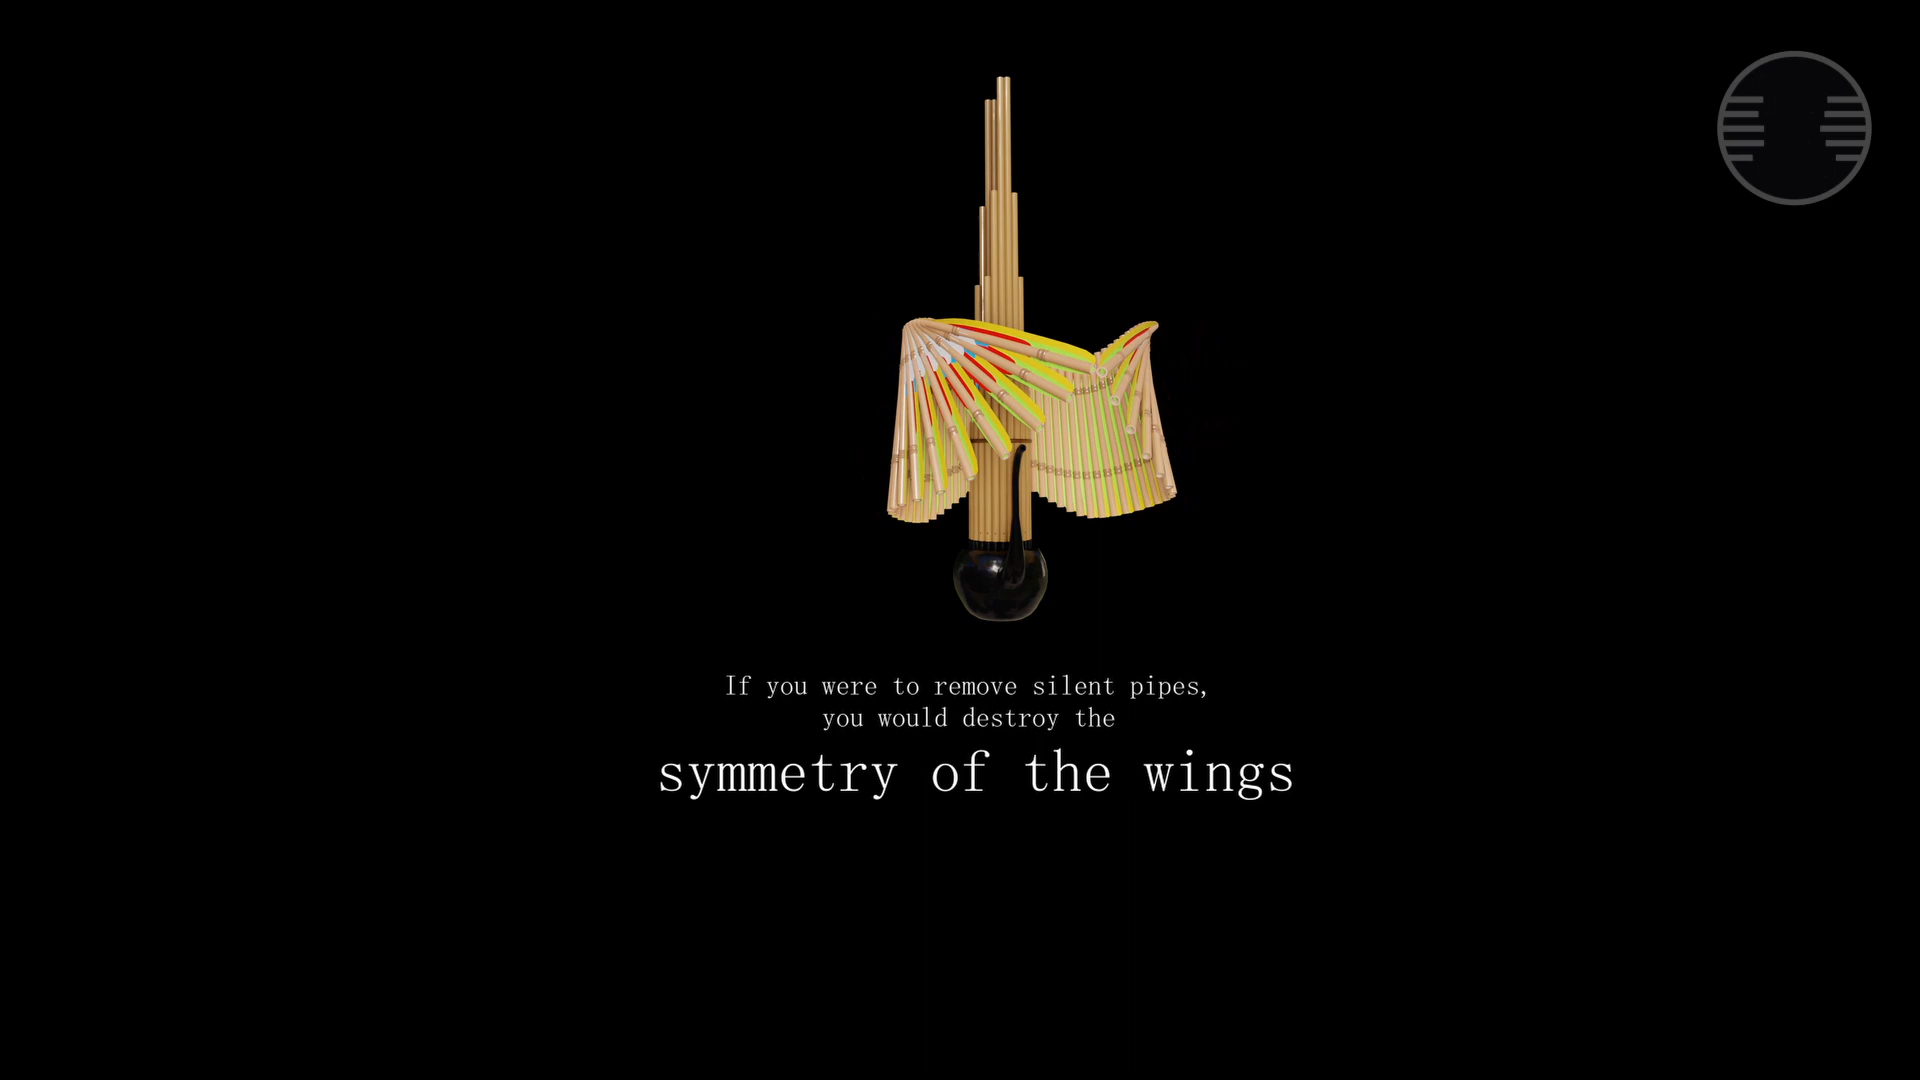 If you were to remove silent pipes,
you would destroy the
symmetry of the wings